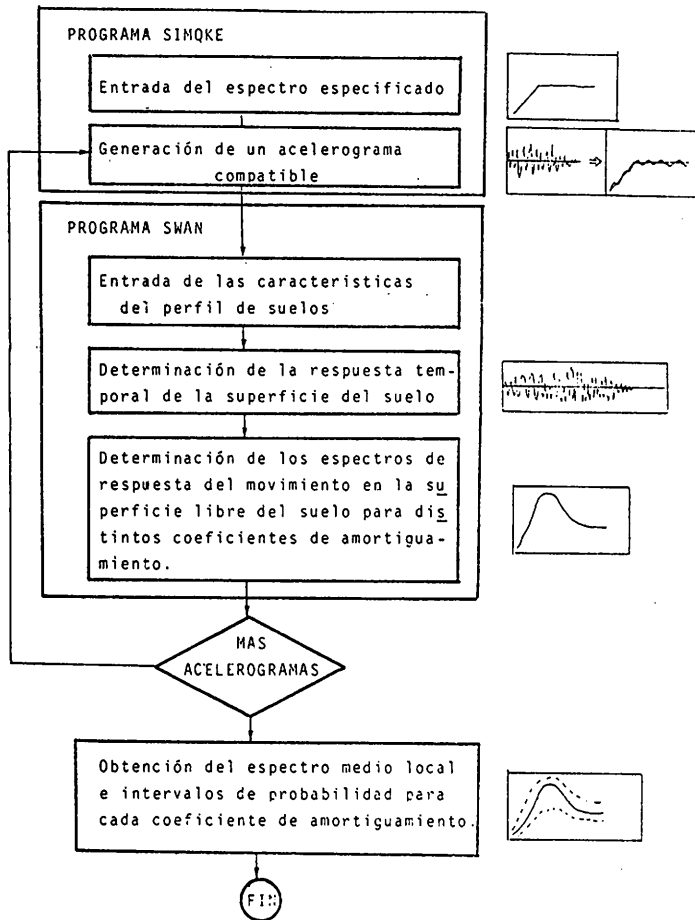 PROGRAMA SIMQKE
Entrada del espectro especificado
Generación de un acelerograma
compatible
PROGRAMA SWAN
Entrada de las caracteristicas
del perfil de suelos
Determinación de la respuesta tem-
poral de la superficie del suelo
Determinación de los espectros de
respuesta del movimiento en la su
perficie libre del suelo para dis
tintos coeficientes de amortigua-
miento.
MAS
ACELEROGRAMAS
Obtención del espectro medio local
e intervalos de probabilidad para
cada coeficiente de amortiguamiento.
FIN